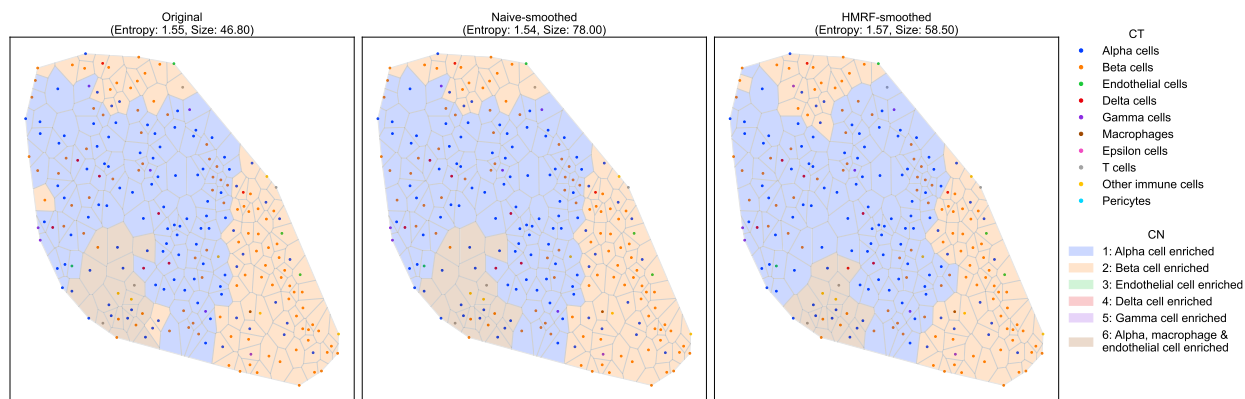 Original
(Entropy: 1.55, Size: 46.80)
Naive-smoothed
(Entropy: 1.54, Size: 78.00)
HMRF-smoothed
(Entropy: 1.57, Size: 58.50)
CT
Alpha cells
Beta cells
Endothelial cells
Delta cells
Gamma cells
Macrophages
Epsilon cells
T cells
Other immune cells
Pericytes
CN
1: Alpha cell enriched
2: Beta cell enriched
3: Endothelial cell enriched
4: Delta cell enriched
5: Gamma cell enriched
6: Alpha, macrophage &
endothelial cell enriched